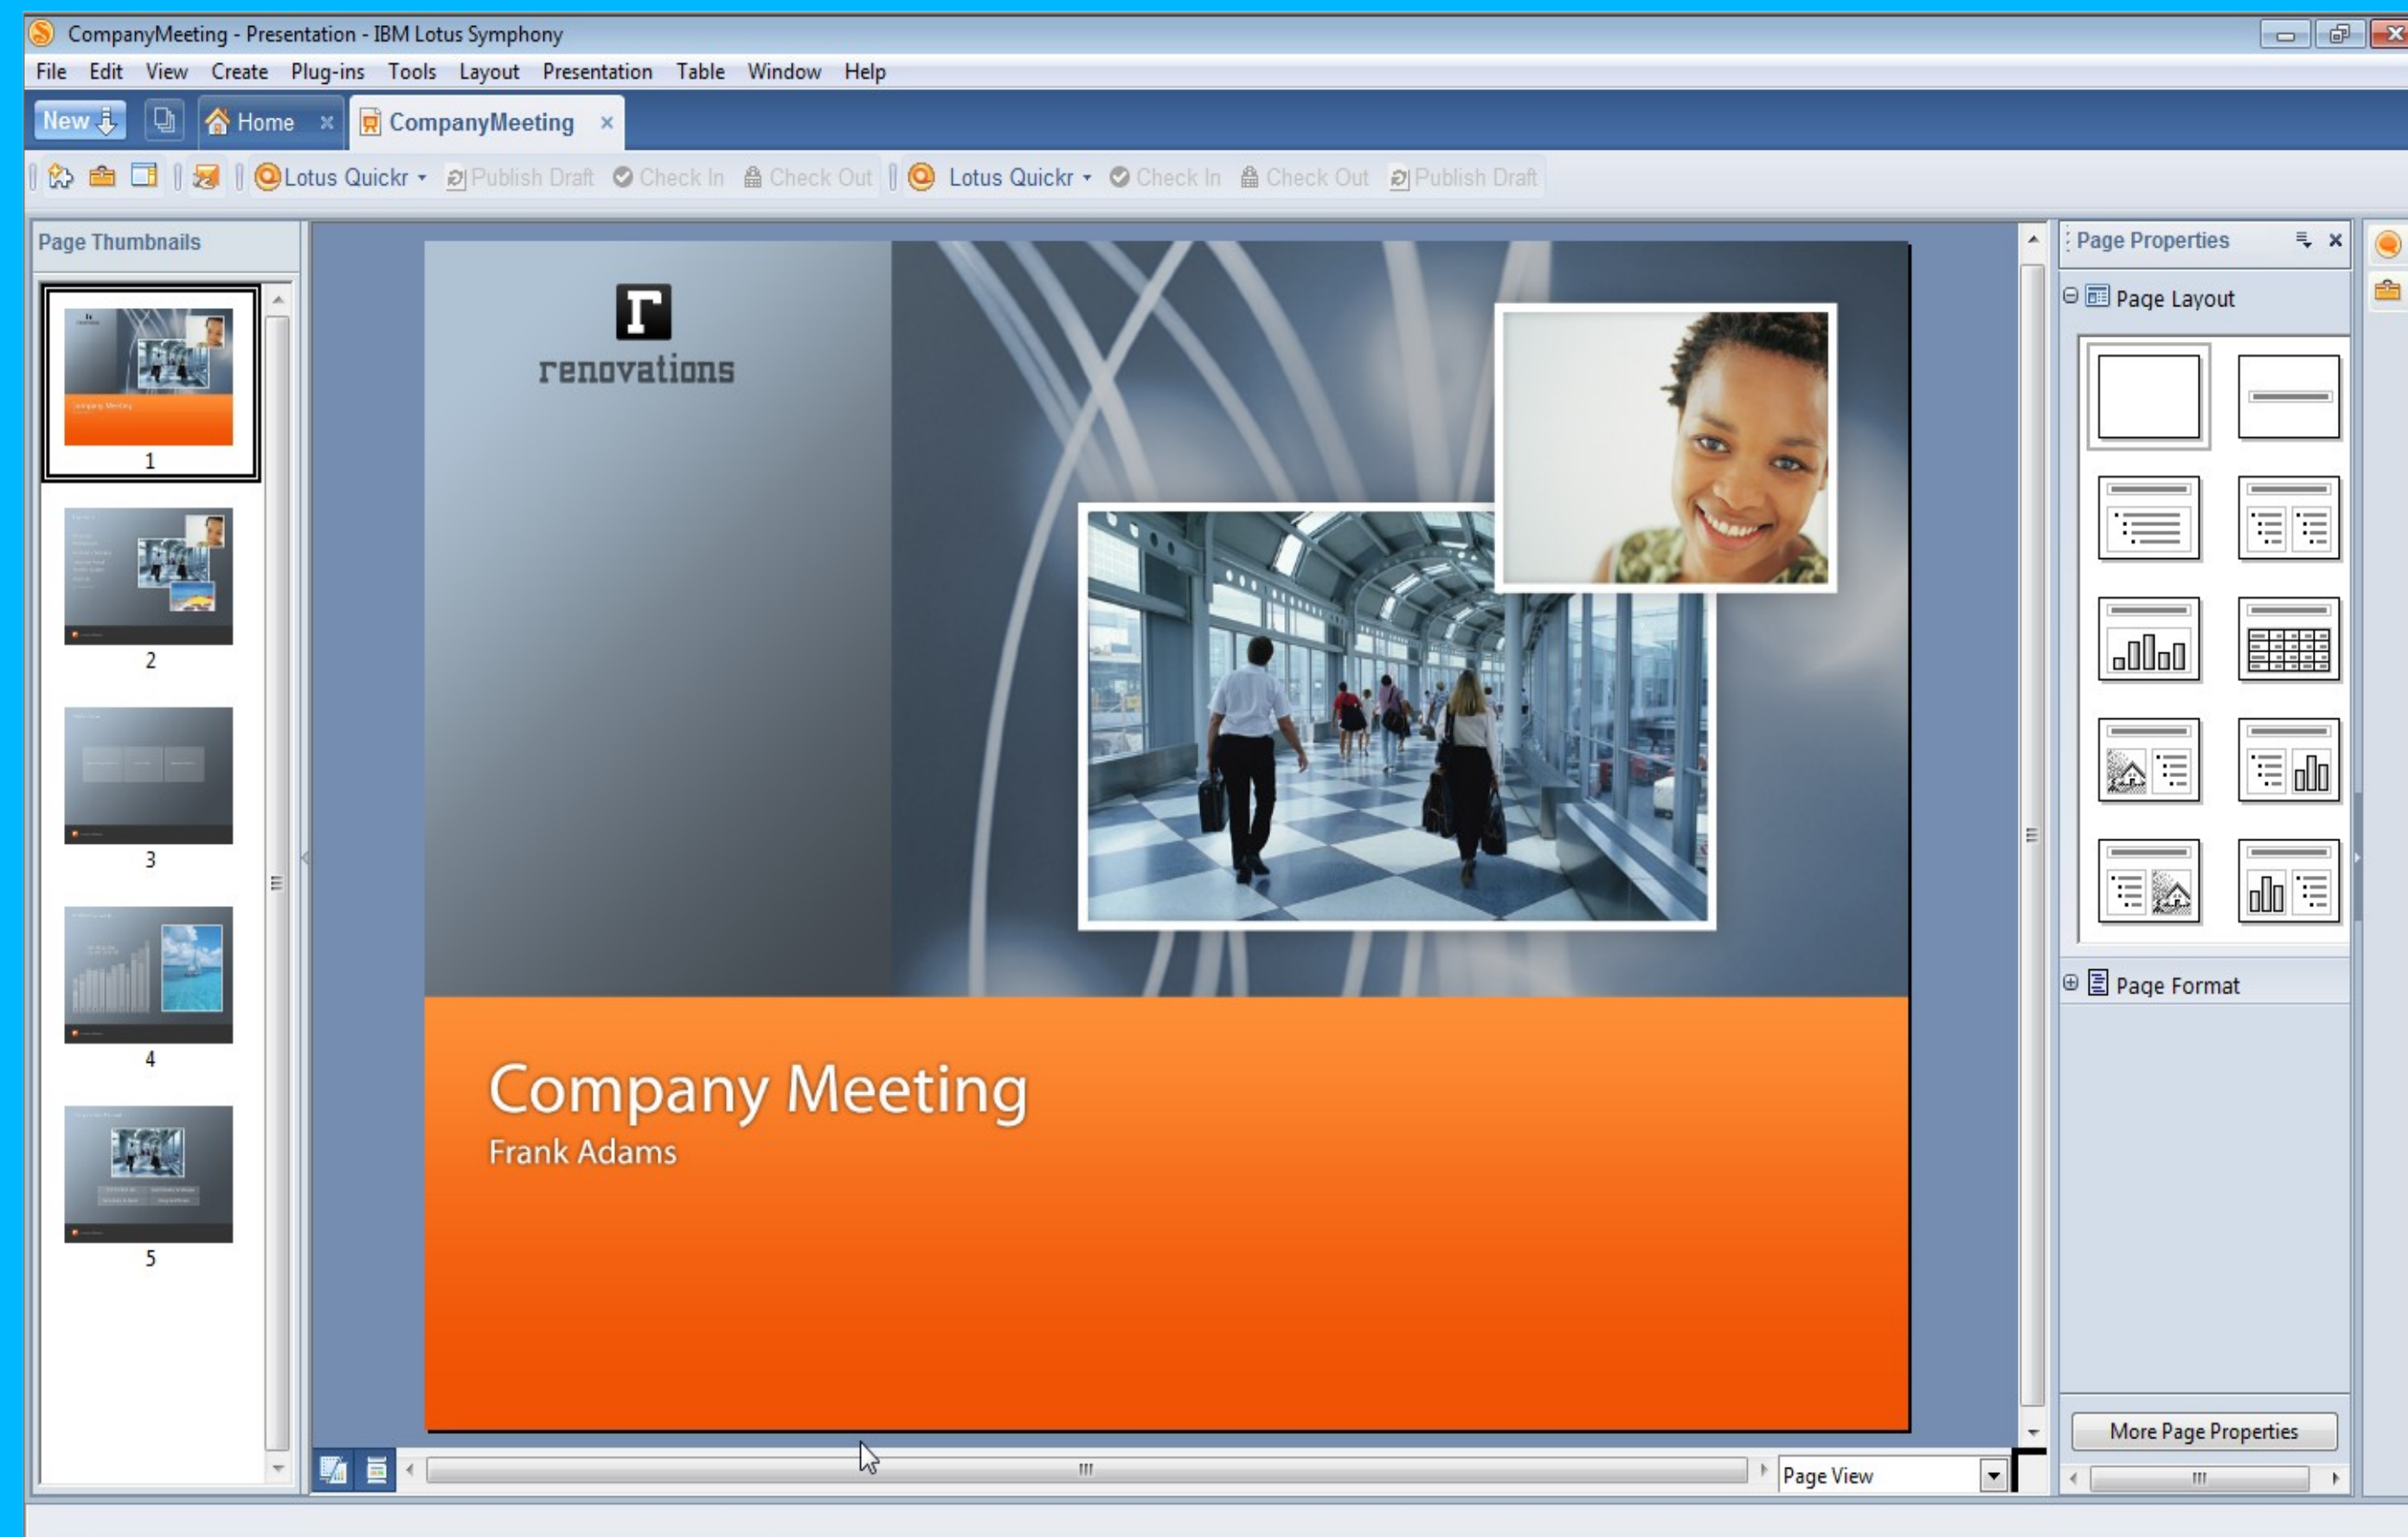 CompanyMeeting - Presentation - IBM Lotus Symphony
File Edit View Create Plug-ins Tools Layout Presentation Table Window Help
New Home CompanyMeeting
Lotus Quickr Publish Draft Check In Check Out Lotus Quickr Check In Check Out Publish Draft
Page Thumbnails
1
2
3
4
5
r
renovations
Company Meeting
Frank Adams
Page View
Page Properties
Page Layout
Page Format
More Page Properties